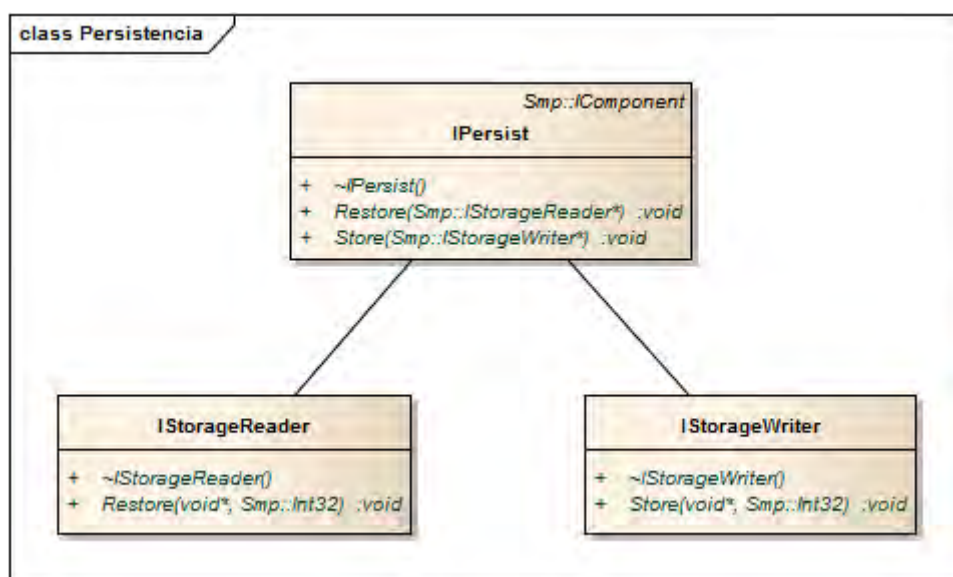 class Persistencia
Smp::IComponent
IPersist
+ ~IPersist()
+ Restore(Smp::IStorageReader*) :void
+ Store(Smp::IStorageWriter*) :void
IStorageReader
+ ~IStorageReader()
+ Restore(void*, Smp::Int32) :void
IStorageWriter
+ ~IStorageWriter()
+ Store(void*, Smp::Int32) :void